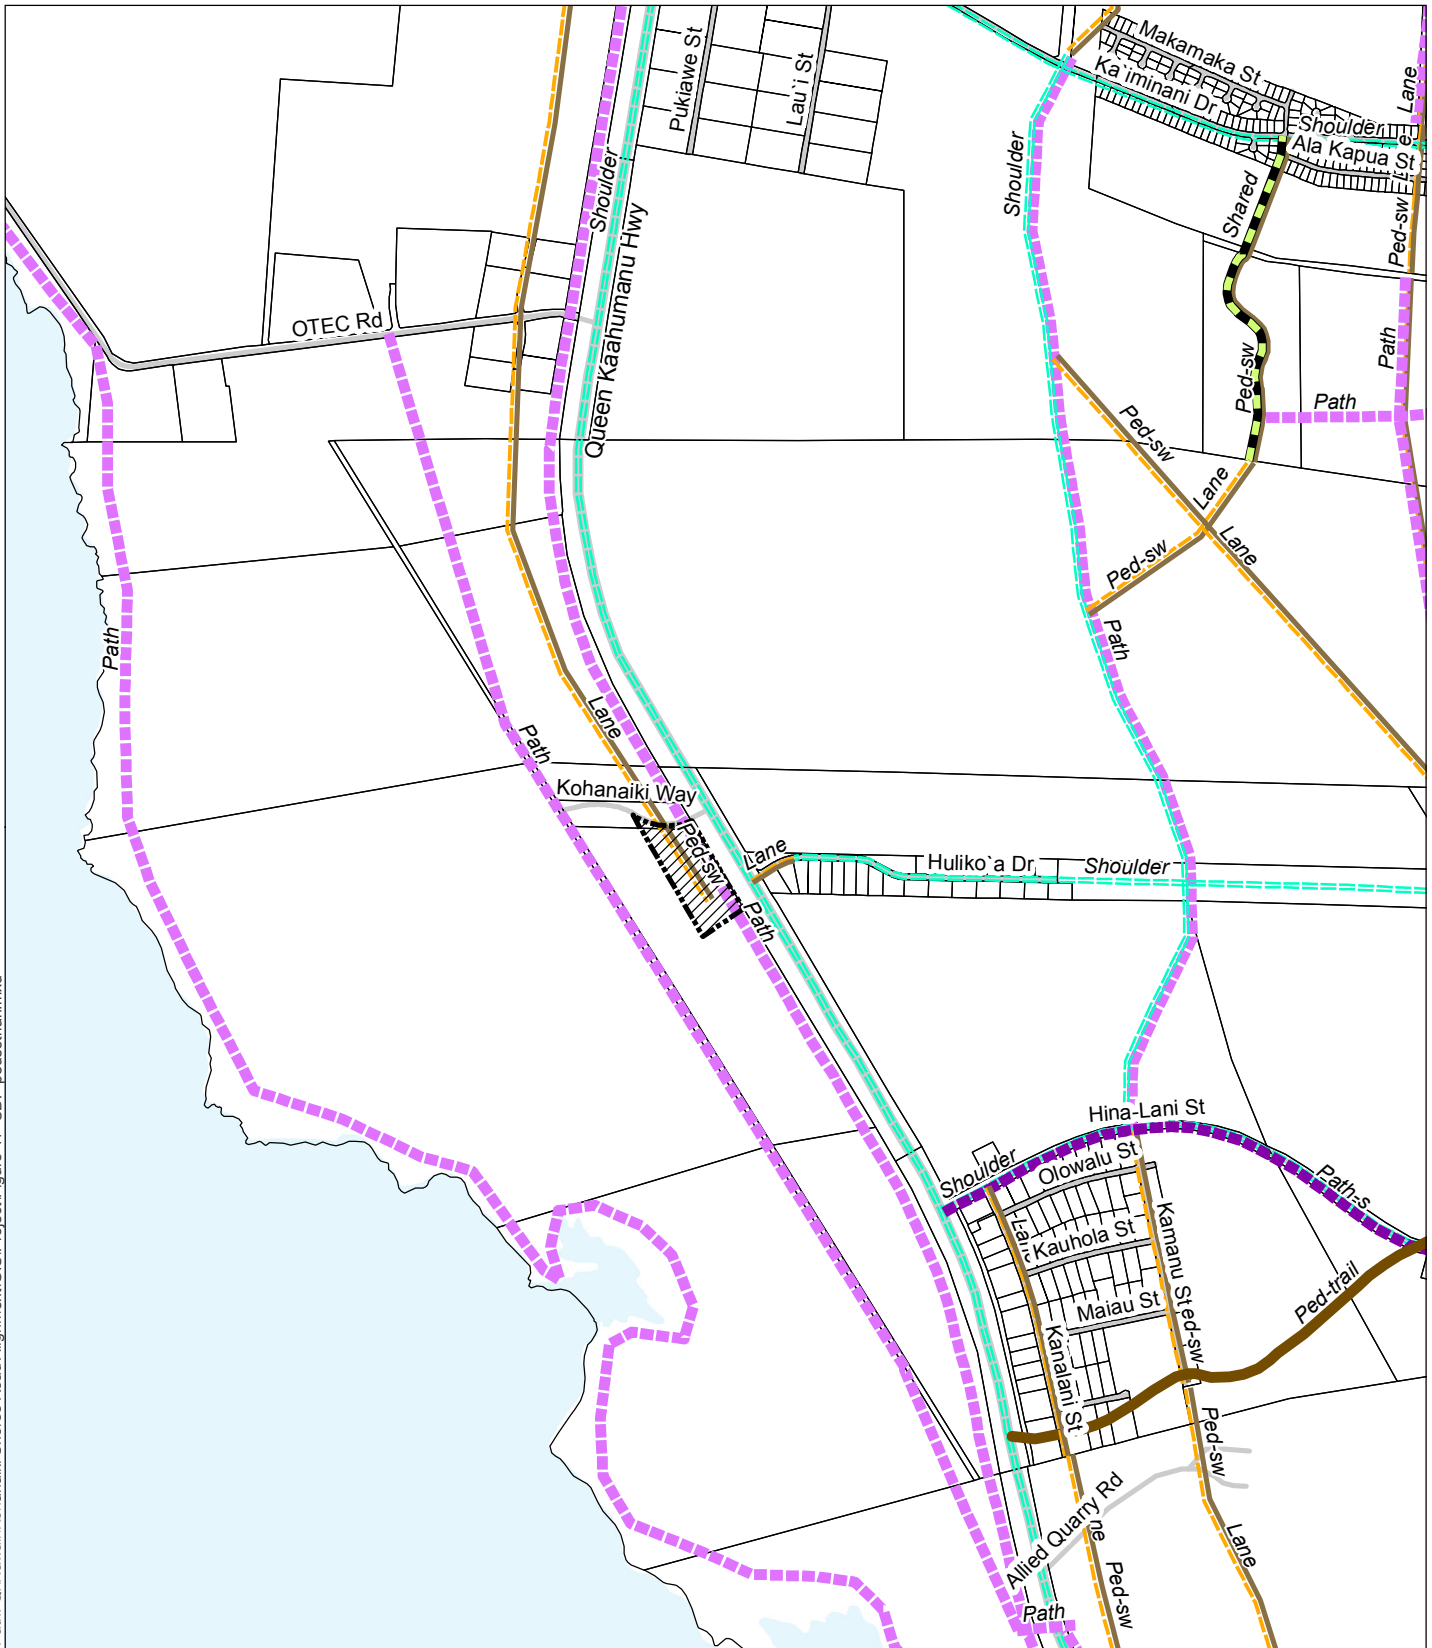 Makamaka St
Ka`iminani Dr
Lane
Pukiawe St
Lau`i St
Shoulder
Ala Kapua St
Shoulder
Shoulder
Shared
Ped-sw
Queen Kaahumanu Hwy
OTEC Rd
Path
Ped-sw
Path
Ped-sw
Lane
Lane
Ped-sw
Path
Path
Lane
Path
Kohanaiki Way
Ped-sw
Lane
Huliko`a Dr
Shoulder
Path
Hina-Lani St
Shoulder
Olowalu St
Path-s
Kauhola St
Kamanu St
Maiau St
Ped-trail
Kanalani St
Ped-sw
Allied Quarry Rd
Lane
Ped-sw
Path